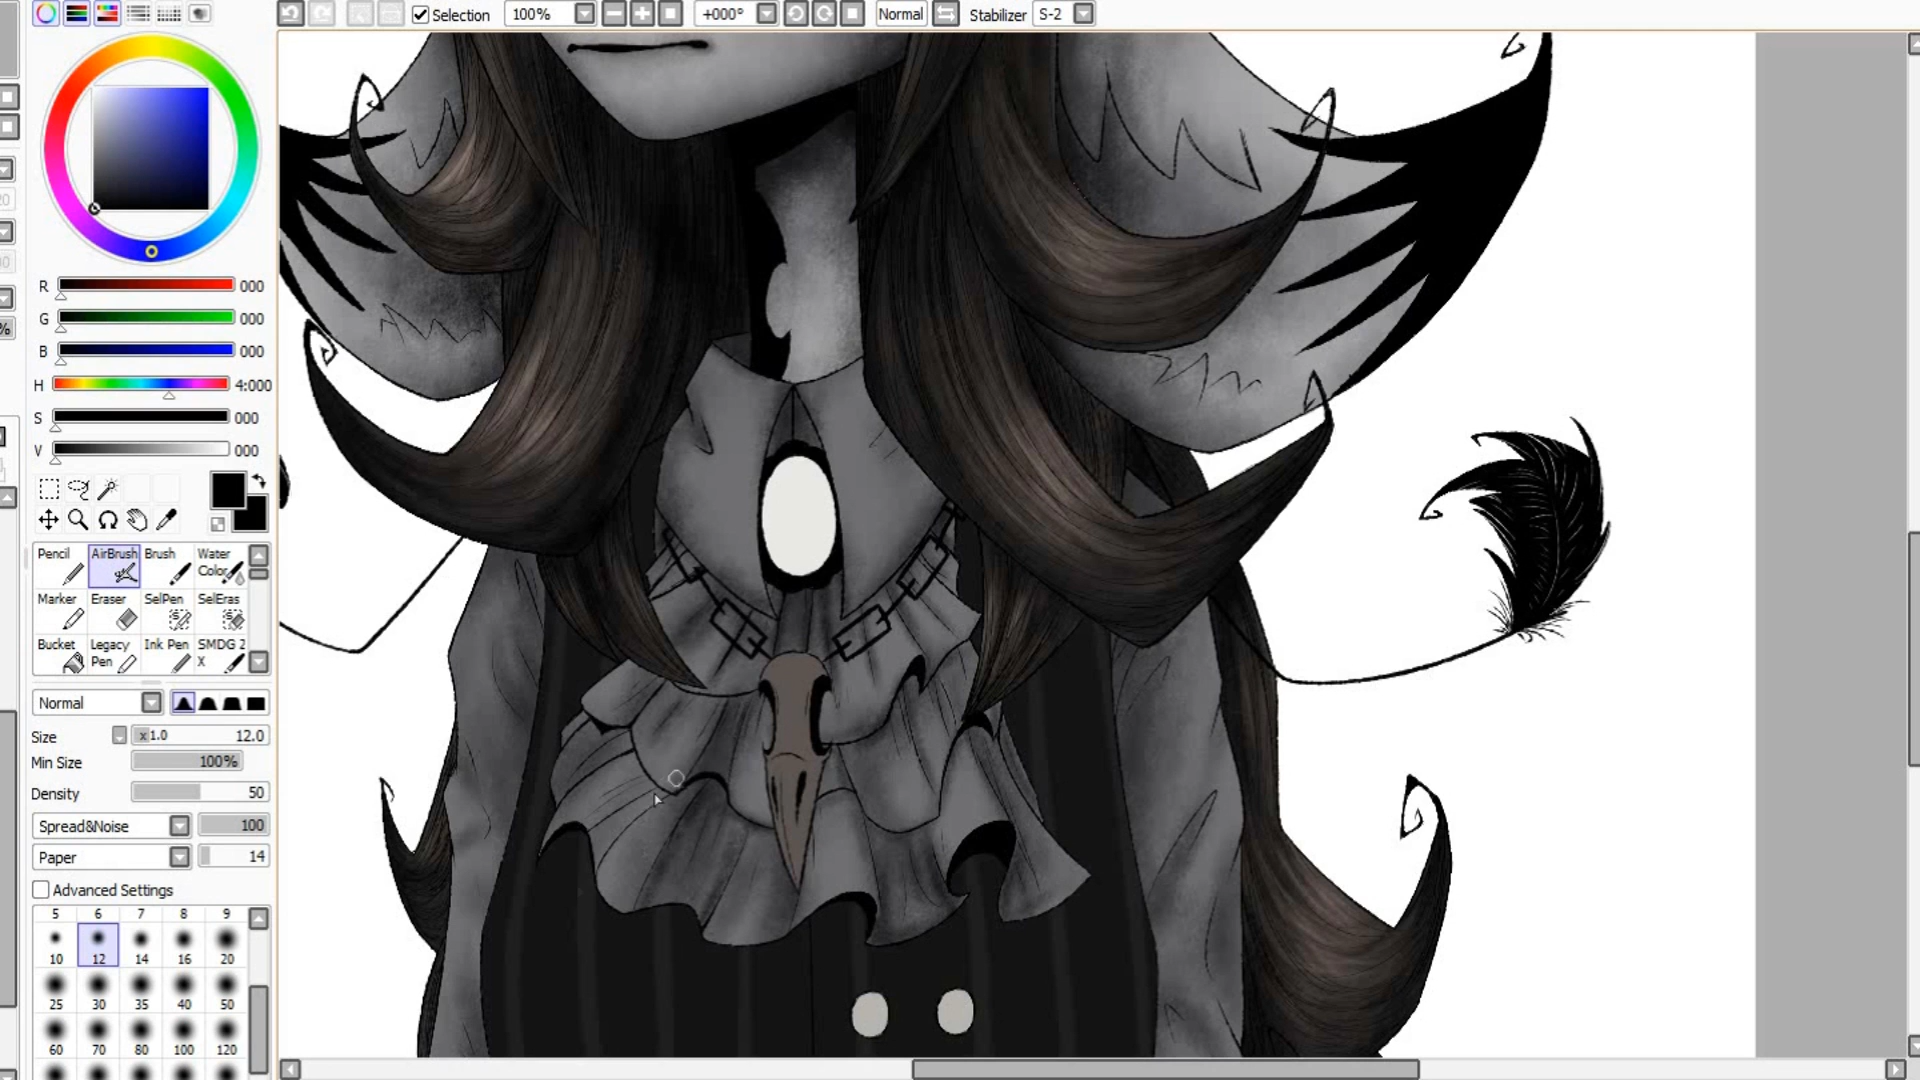 Selection 100% +000° Normal Stabilizer S-2
R 000
G 000
B 000
H 4:000
S 000
V 000
Pencil AirBrush Brush Water Color
Marker Eraser SelPen SelEras
Bucket Legacy Pen Ink Pen SMDG 2 X
Normal
Size x1.0 12.0
Min Size 100%
Density 50
Spread&Noise 100
Paper 14
Advanced Settings
5 6 7 8 9
10 12 14 16 20
25 30 35 40 50
60 70 80 100 120